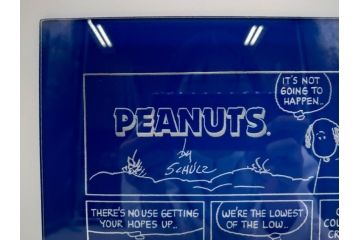 IT'S NOT
GOING TO
HAPPEN..
PEANUTS.
by
SCHULZ
THERE'S NO USE GETTING
YOUR HOPES UP..
WE'RE THE LOWEST
OF THE LOW..